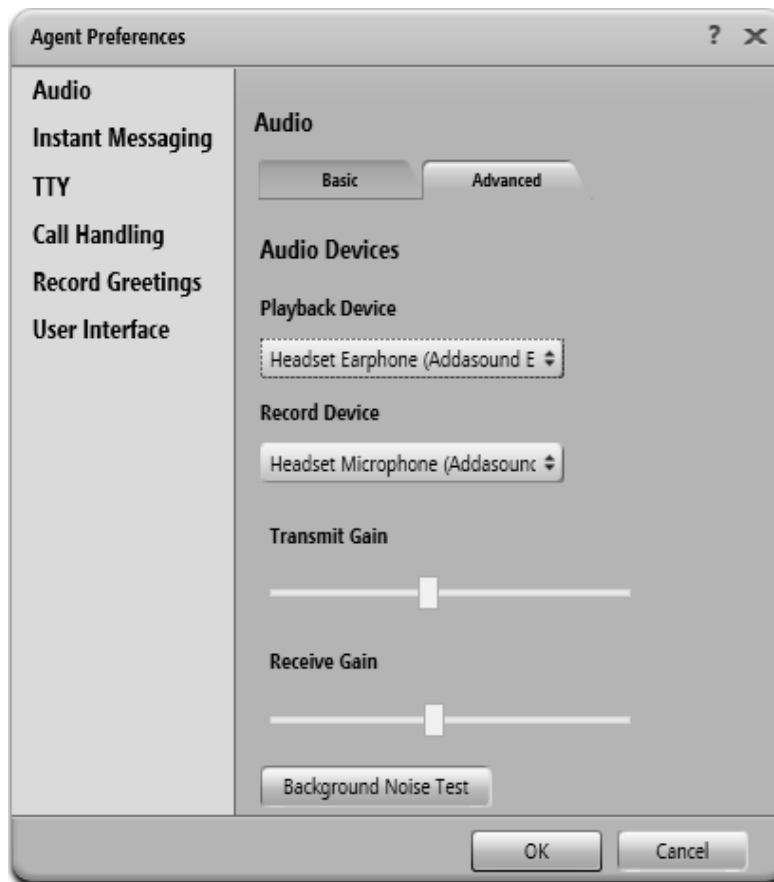 Agent Preferences ?
Audio
Instant Messaging
TTY
Call Handling
Record Greetings
User Interface
Audio
Basic Advanced
Audio Devices
Playback Device
Headset Earphone (Addasound E
Record Device
Headset Microphone (Addasounc
Transmit Gain
Receive Gain
Background Noise Test
OK Cancel